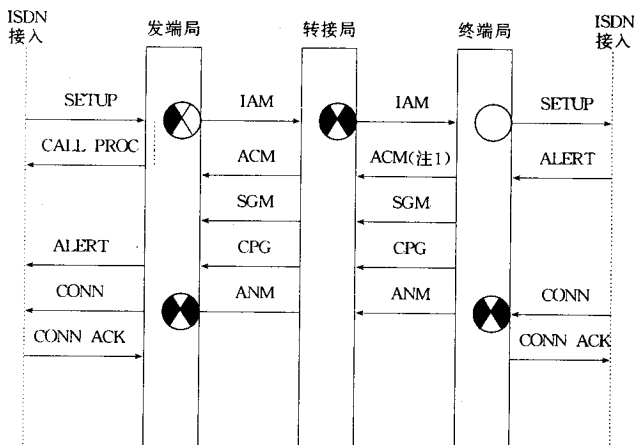 ISDN
接入
发端局
转接局
终端局
ISDN
接入
SETUP
IAM
IAM
SETUP
CALL PROC
ACM
ACM(注1)
ALERT
SGM
SGM
ALERT
CPG
CPG
CONN
ANM
ANM
CONN
CONN ACK
CONN ACK